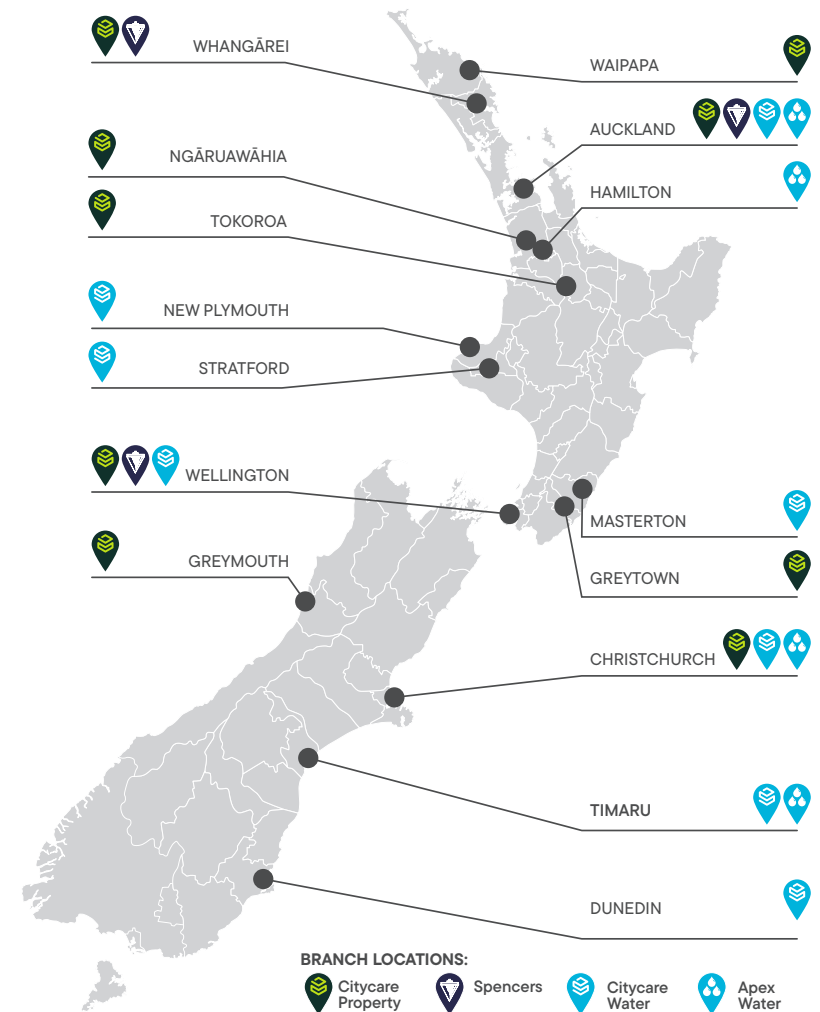 WHANGĀREI
WAIPAPA
AUCKLAND
NGĀRUAWĀHIA
HAMILTON
TOKOROA
NEW PLYMOUTH
STRATFORD
WELLINGTON
MASTERTON
GREYMOUTH
GREYTOWN
CHRISTCHURCH
TIMARU
DUNEDIN
BRANCH LOCATIONS:
Citycare
Property
Spencers
Citycare
Water
Apex
Water